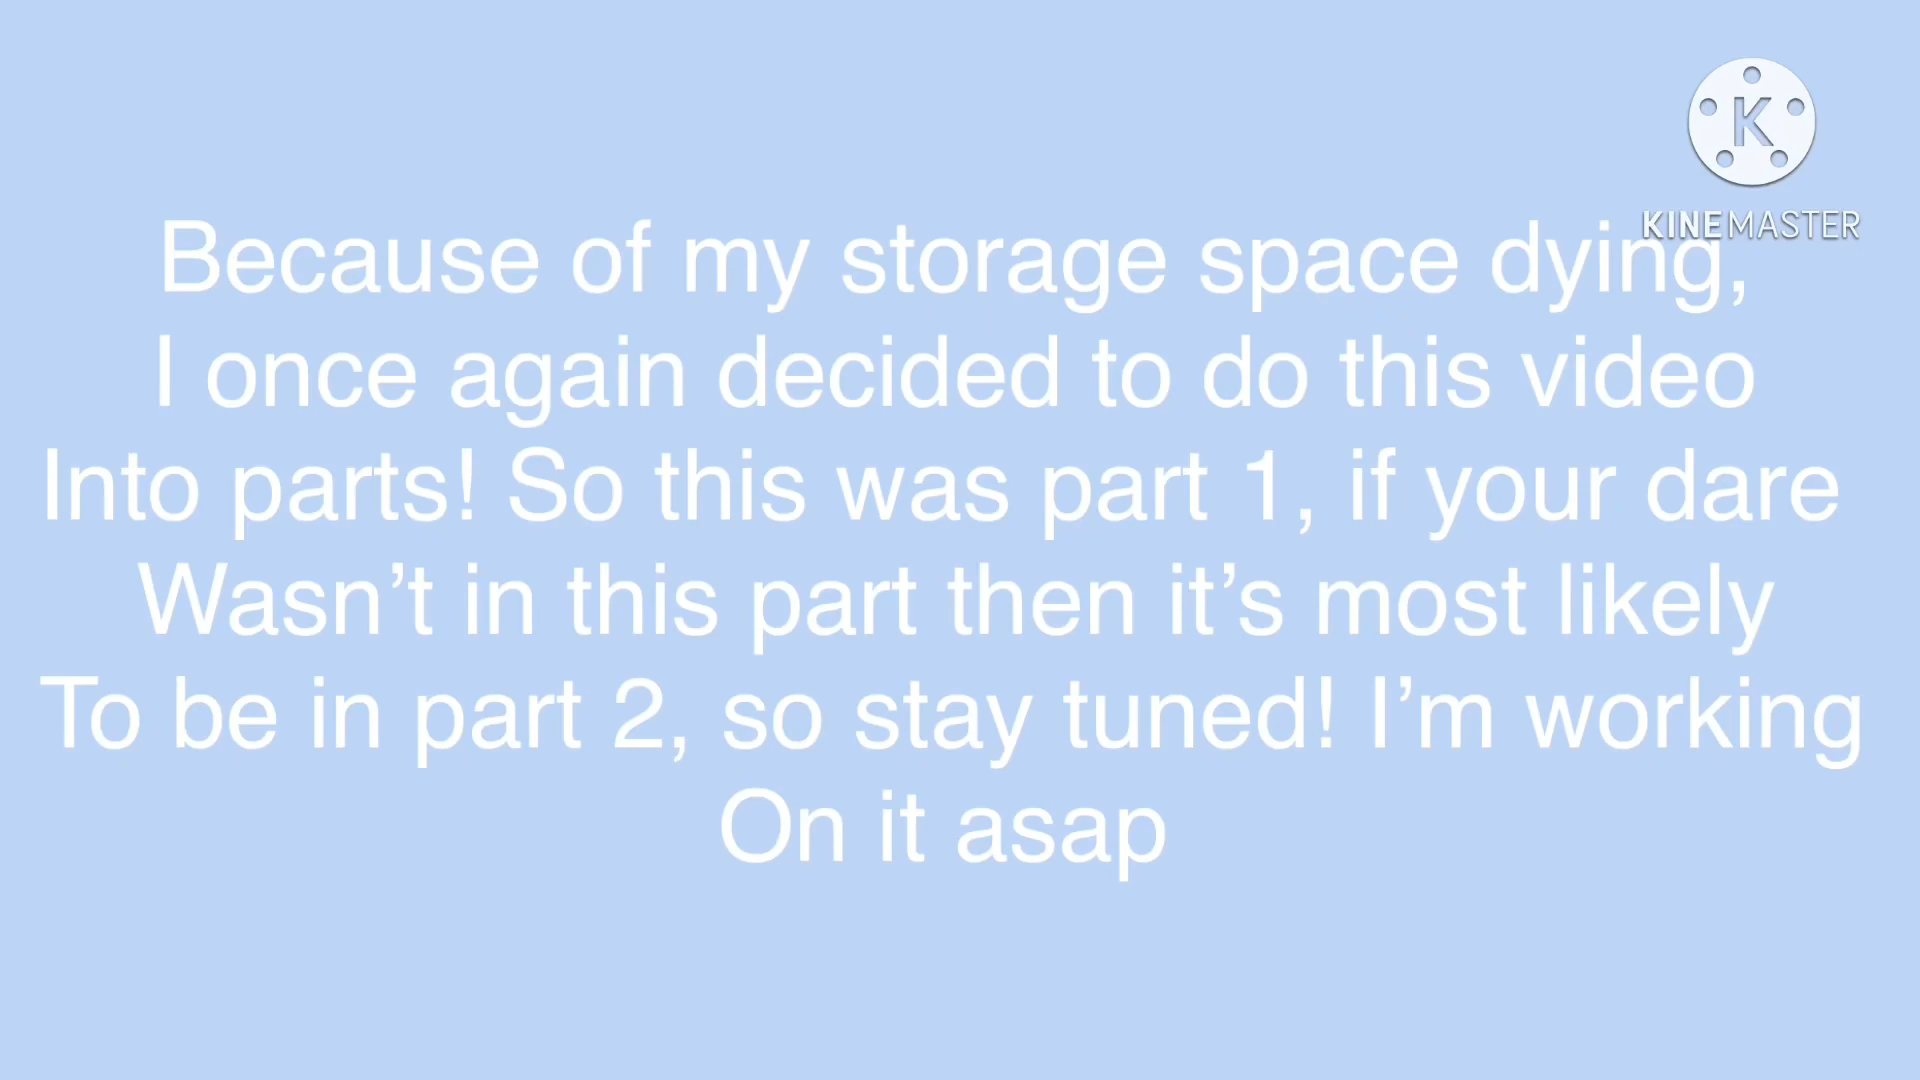 K
KINEMASTER
Because of my storage space dying,
I once again decided to do this video
Into parts! So this was part 1, if your dare
Wasn’t in this part then it’s most likely
To be in part 2, so stay tuned! I’m working
On it asap